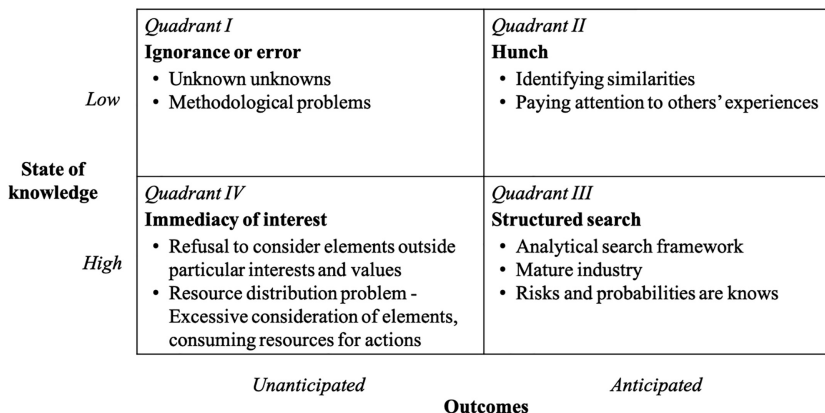 Quadrant I
Ignorance or error
• Unknown unknowns
• Methodological problems
Quadrant II
Hunch
• Identifying similarities
• Paying attention to others' experiences
Low
State of
knowledge
Quadrant IV
Immediacy of interest
• Refusal to consider elements outside
particular interests and values
• Resource distribution problem -
Excessive consideration of elements,
consuming resources for actions
Quadrant III
Structured search
• Analytical search framework
• Mature industry
• Risks and probabilities are knows
High
Unanticipated
Anticipated
Outcomes